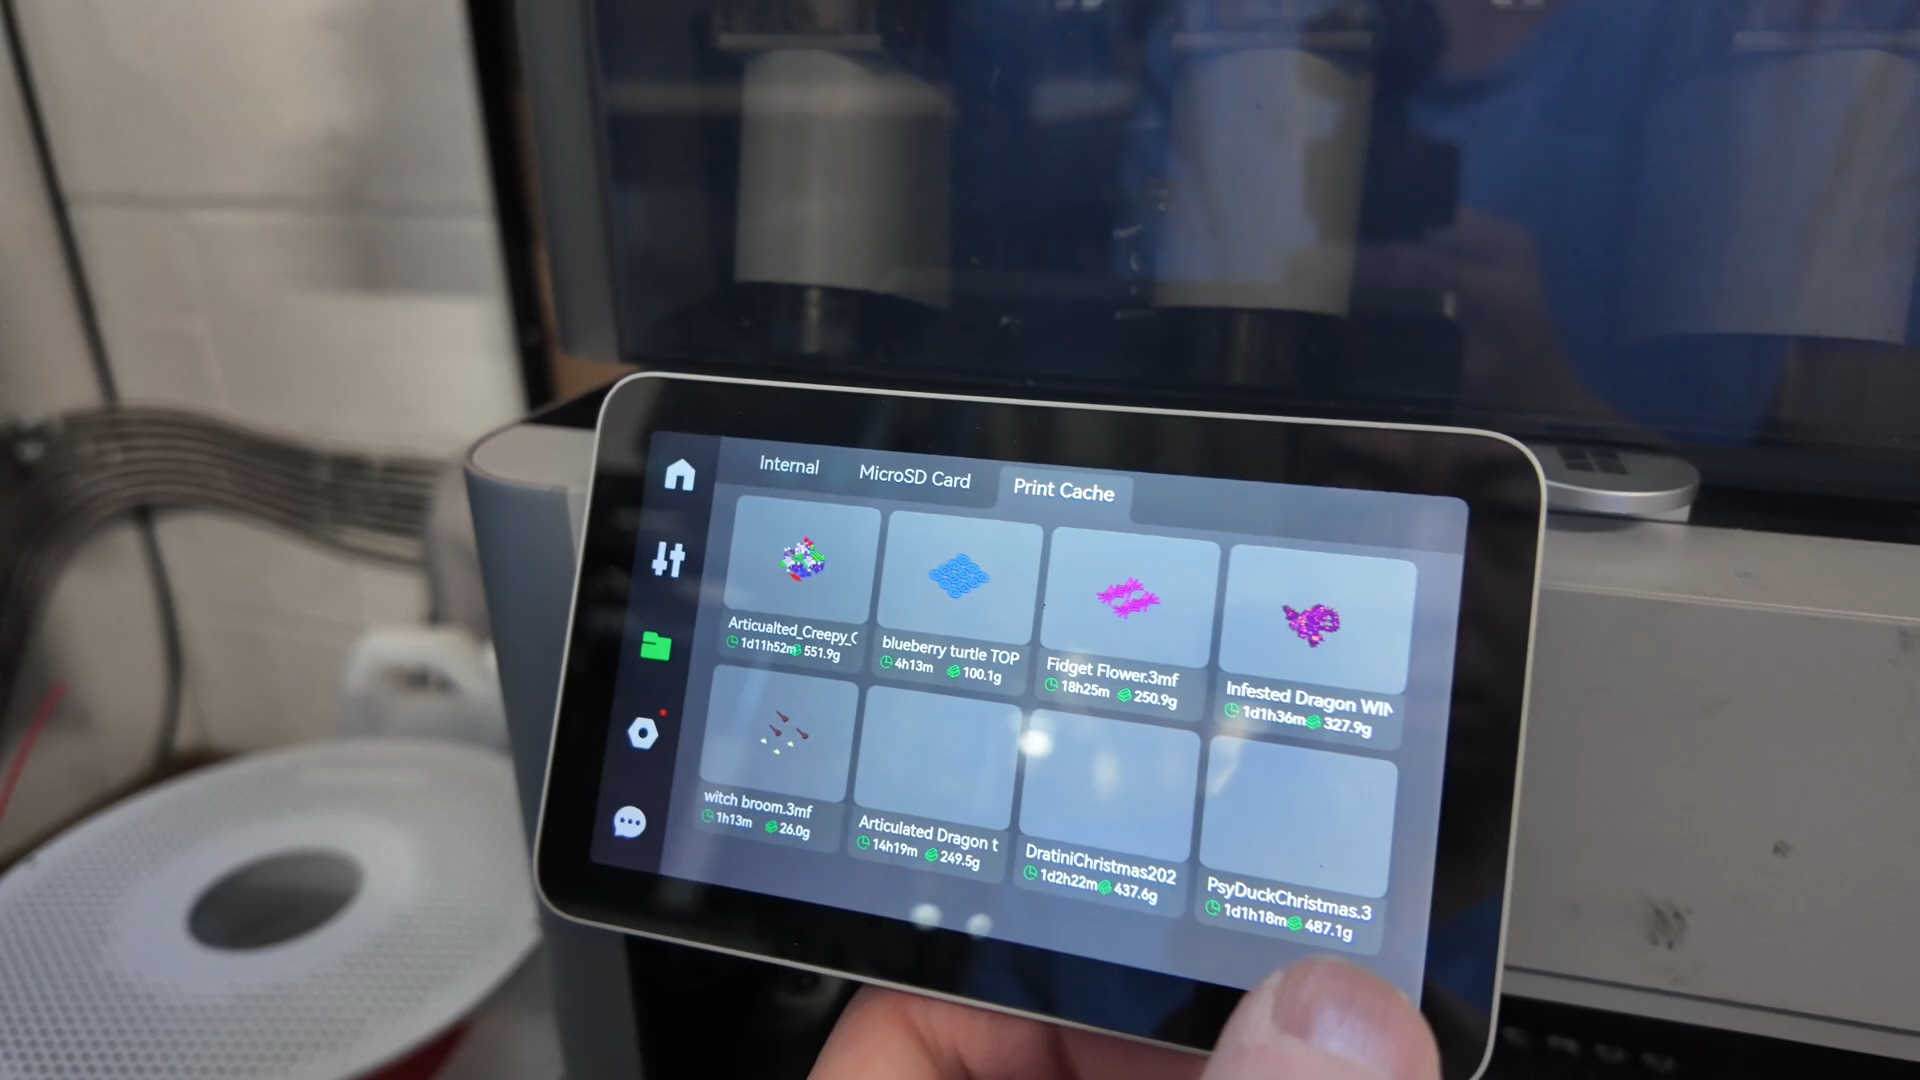 Internal
MicroSD Card
Print Cache
Articualted_Creepy_C
1d11h52m 551.9g
blueberry turtle TOP
4h13m 100.1g
Fidget Flower.3mf
18h25m 250.9g
Infested Dragon WIN
1d1h36m 327.9g
witch broom.3mf
1h13m 26.0g
Articulated Dragon t
14h19m 249.5g
DratiniChristmas202
1d2h22m 437.6g
PsyDuckChristmas.3
1d1h18m 487.1g